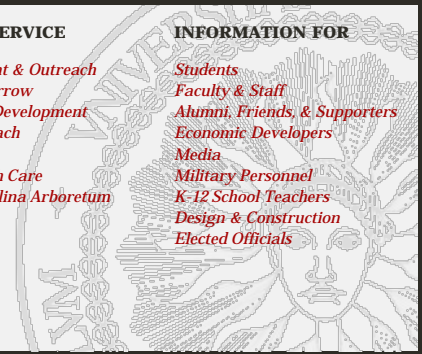 ERVICE
t & Outreach
rrow
Development
ach
Care
lina Arboretum
INFORMATION FOR
Students
Faculty & Staff
Alumni, Friends, & Supporters
Economic Developers
Media
Military Personnel
K-12 School Teachers
Design & Construction
Elected Officials